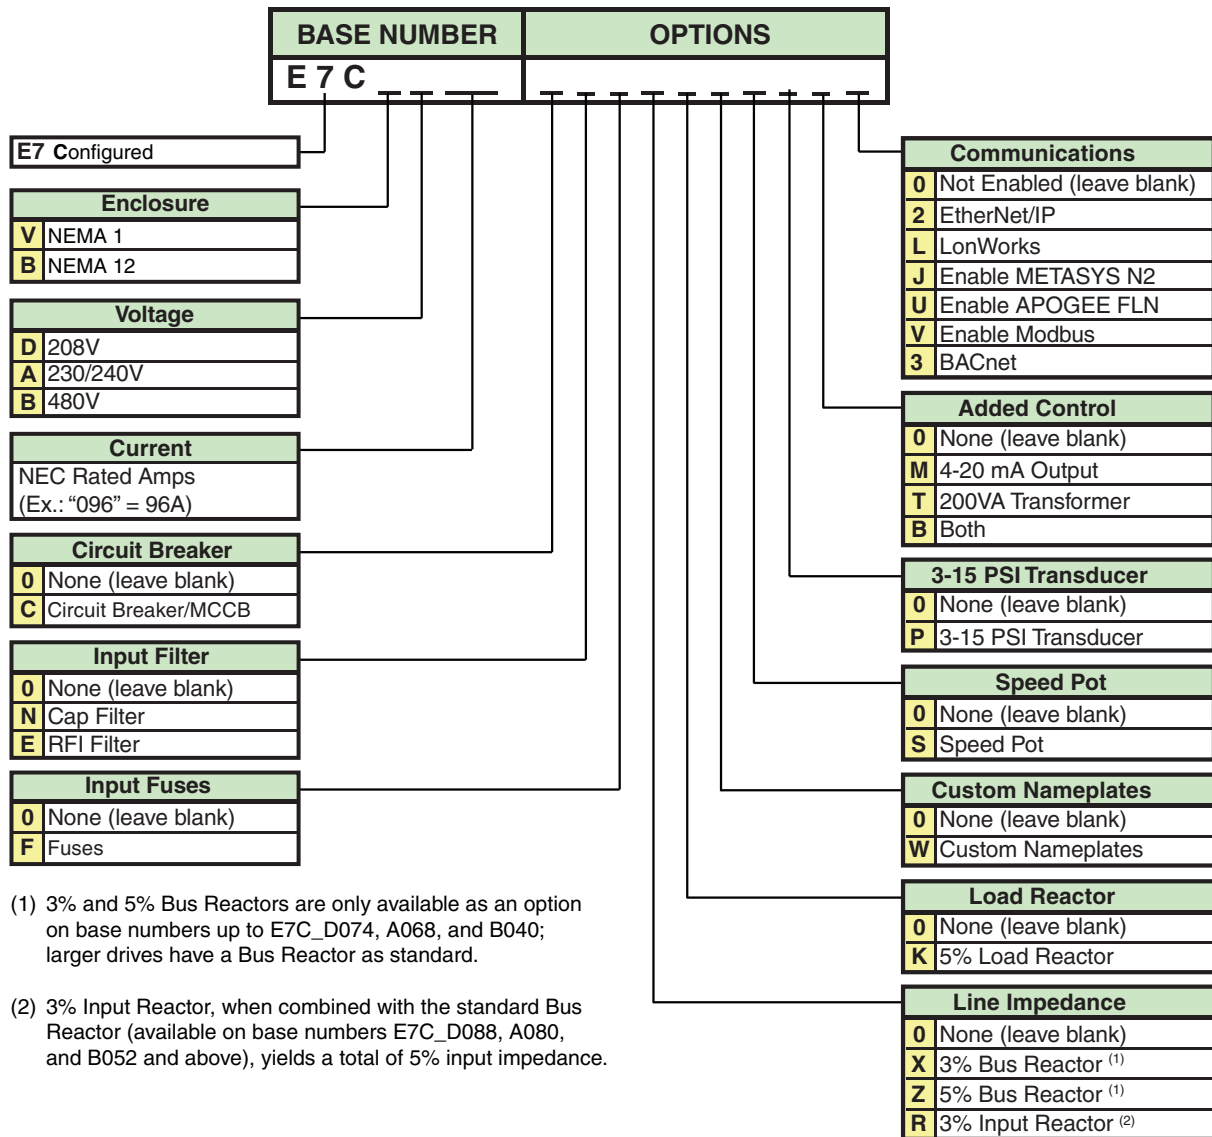 BASE NUMBER OPTIONS
E 7 C
E7 Configured
Enclosure
V NEMA 1
B NEMA 12
Voltage
D 208V
A 230/240V
B 480V
Current
NEC Rated Amps
(Ex.: “096” = 96A)
Circuit Breaker
0 None (leave blank)
C Circuit Breaker/MCCB
Input Filter
0 None (leave blank)
N Cap Filter
E RFI Filter
Input Fuses
0 None (leave blank)
F Fuses
(1) 3% and 5% Bus Reactors are only available as an option
on base numbers up to E7C_D074, A068, and B040;
larger drives have a Bus Reactor as standard.
(2) 3% Input Reactor, when combined with the standard Bus
Reactor (available on base numbers E7C_D088, A080,
and B052 and above), yields a total of 5% input impedance.
Communications
0 Not Enabled (leave blank)
2 EtherNet/IP
L LonWorks
J Enable METASYS N2
U Enable APOGEE FLN
V Enable Modbus
3 BACnet
Added Control
0 None (leave blank)
M 4-20 mA Output
T 200VA Transformer
B Both
3-15 PSI Transducer
0 None (leave blank)
P 3-15 PSI Transducer
Speed Pot
0 None (leave blank)
S Speed Pot
Custom Nameplates
0 None (leave blank)
W Custom Nameplates
Load Reactor
0 None (leave blank)
K 5% Load Reactor
Line Impedance
0 None (leave blank)
X 3% Bus Reactor (1)
Z 5% Bus Reactor (1)
R 3% Input Reactor (2)